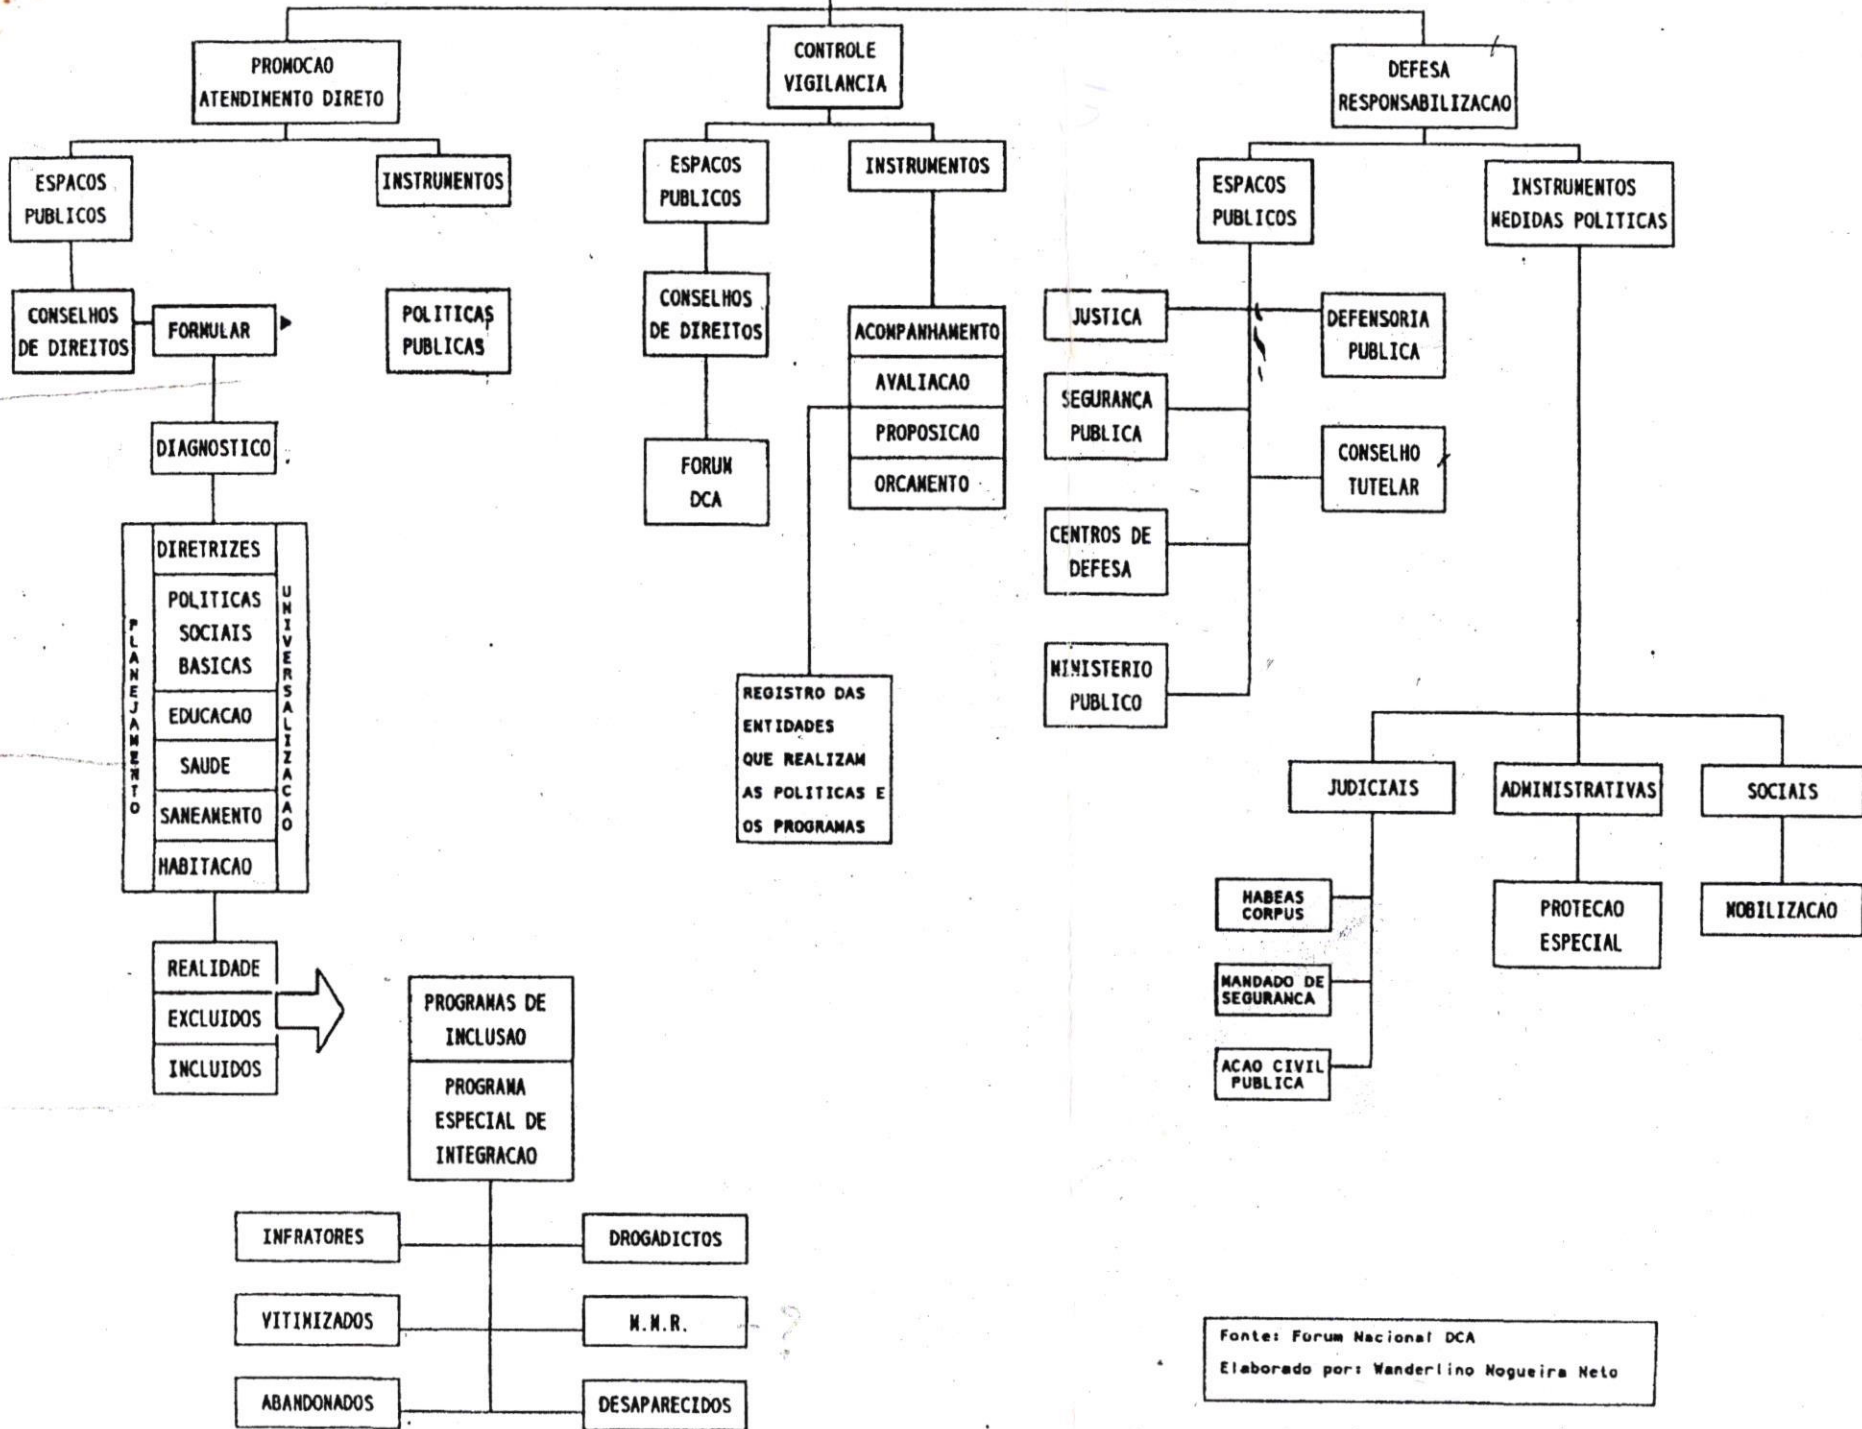 PROMOCAO
ATENDIMENTO DIRETO
CONTROLE
VIGILANCIA
DEFESA
RESPONSABILIZACAO
ESPACOS
PUBLICOS
INSTRUMENTOS
ESPACOS
PUBLICOS
INSTRUMENTOS
ESPACOS
PUBLICOS
INSTRUMENTOS
MEDIDAS POLITICAS
CONSELHOS
DE DIREITOS
FORMULAR
POLITICAS
PUBLICAS
DIAGNOSTICO
PLANEJAMENTO
DIRETRIZES
POLITICAS
SOCIAIS
BASICAS
EDUCACAO
SAUDE
SANEAMENTO
HABITACAO
UNIVERSALIZACAO
REALIDADE
EXCLUIDOS
INCLUIDOS
PROGRAMAS DE
INCLUSAO
PROGRAMA
ESPECIAL DE
INTEGRACAO
INFRATORES
DROGADICTOS
VITIMIZADOS
M.M.R.
ABANDONADOS
DESAPARECIDOS
CONSELHOS
DE DIREITOS
FORUM
DCA
ACOMPANHAMENTO
AVALIACAO
PROPOSICAO
ORCAMENTO
REGISTRO DAS
ENTIDADES
QUE REALIZAM
AS POLITICAS E
OS PROGRAMAS
JUSTICA
DEFENSORIA
PUBLICA
SEGURANCA
PUBLICA
CONSELHO
TUTELAR
CENTROS DE
DEFESA
MINISTERIO
PUBLICO
JUDICIAIS
ADMINISTRATIVAS
SOCIAIS
HABEAS
CORPUS
MANDADO DE
SEGURANCA
ACAO CIVIL
PUBLICA
PROTECAO
ESPECIAL
MOBILIZACAO
?
Fonte: Forum Nacional DCA
Elaborado por: Wanderlino Nogueira Neto